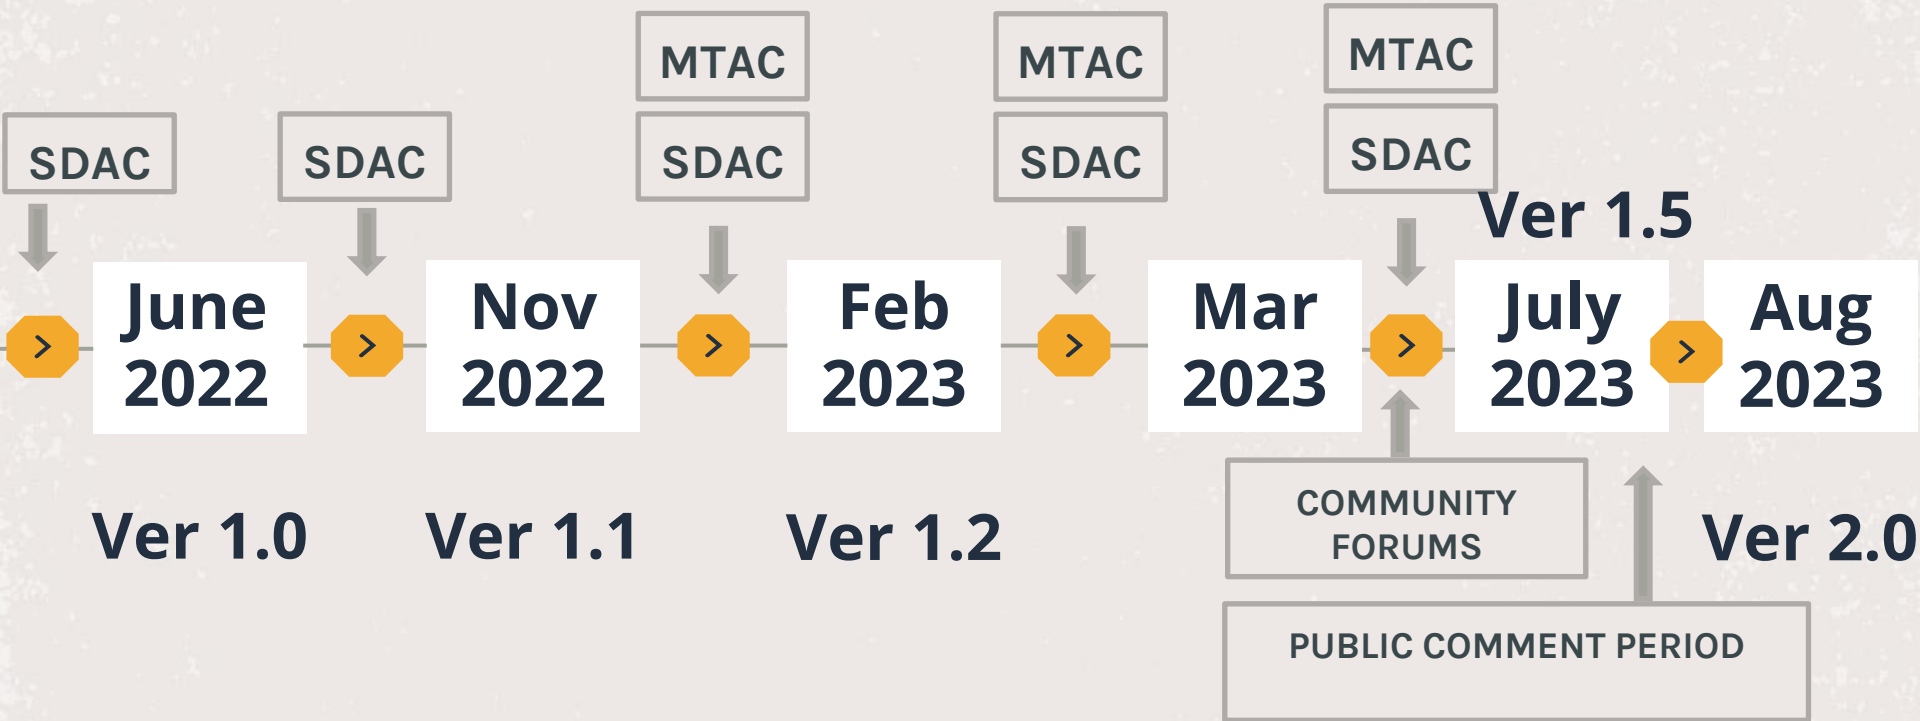 MTAC
MTAC
MTAC
SDAC
SDAC
SDAC
SDAC
SDAC
Ver 1.5
June
2022
Nov
2022
Feb
2023
Mar
2023
July
2023
Aug
2023
Ver 1.0
Ver 1.1
Ver 1.2
COMMUNITY
FORUMS
Ver 2.0
PUBLIC COMMENT PERIOD